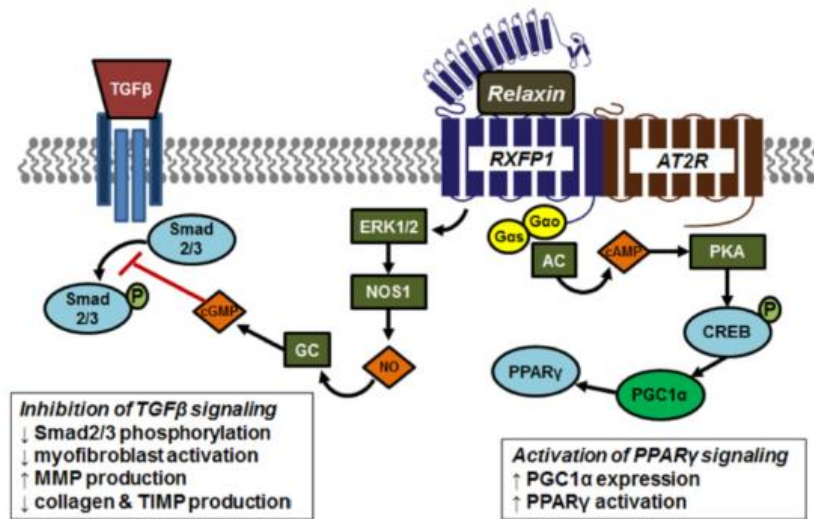 TGFβ
Relaxin
RXFP1
AT2R
Smad
2/3
Smad
2/3
P
ERK1/2
NOS1
NO
GC
cGMP
Gαs
Gαo
AC
cAMP
PKA
P
CREB
PGC1α
PPARγ
Inhibition of TGFβ signaling
↓ Smad2/3 phosphorylation
↓ myofibroblast activation
↑ MMP production
↓ collagen & TIMP production
Activation of PPARγ signaling
↑ PGC1α expression
↑ PPARγ activation